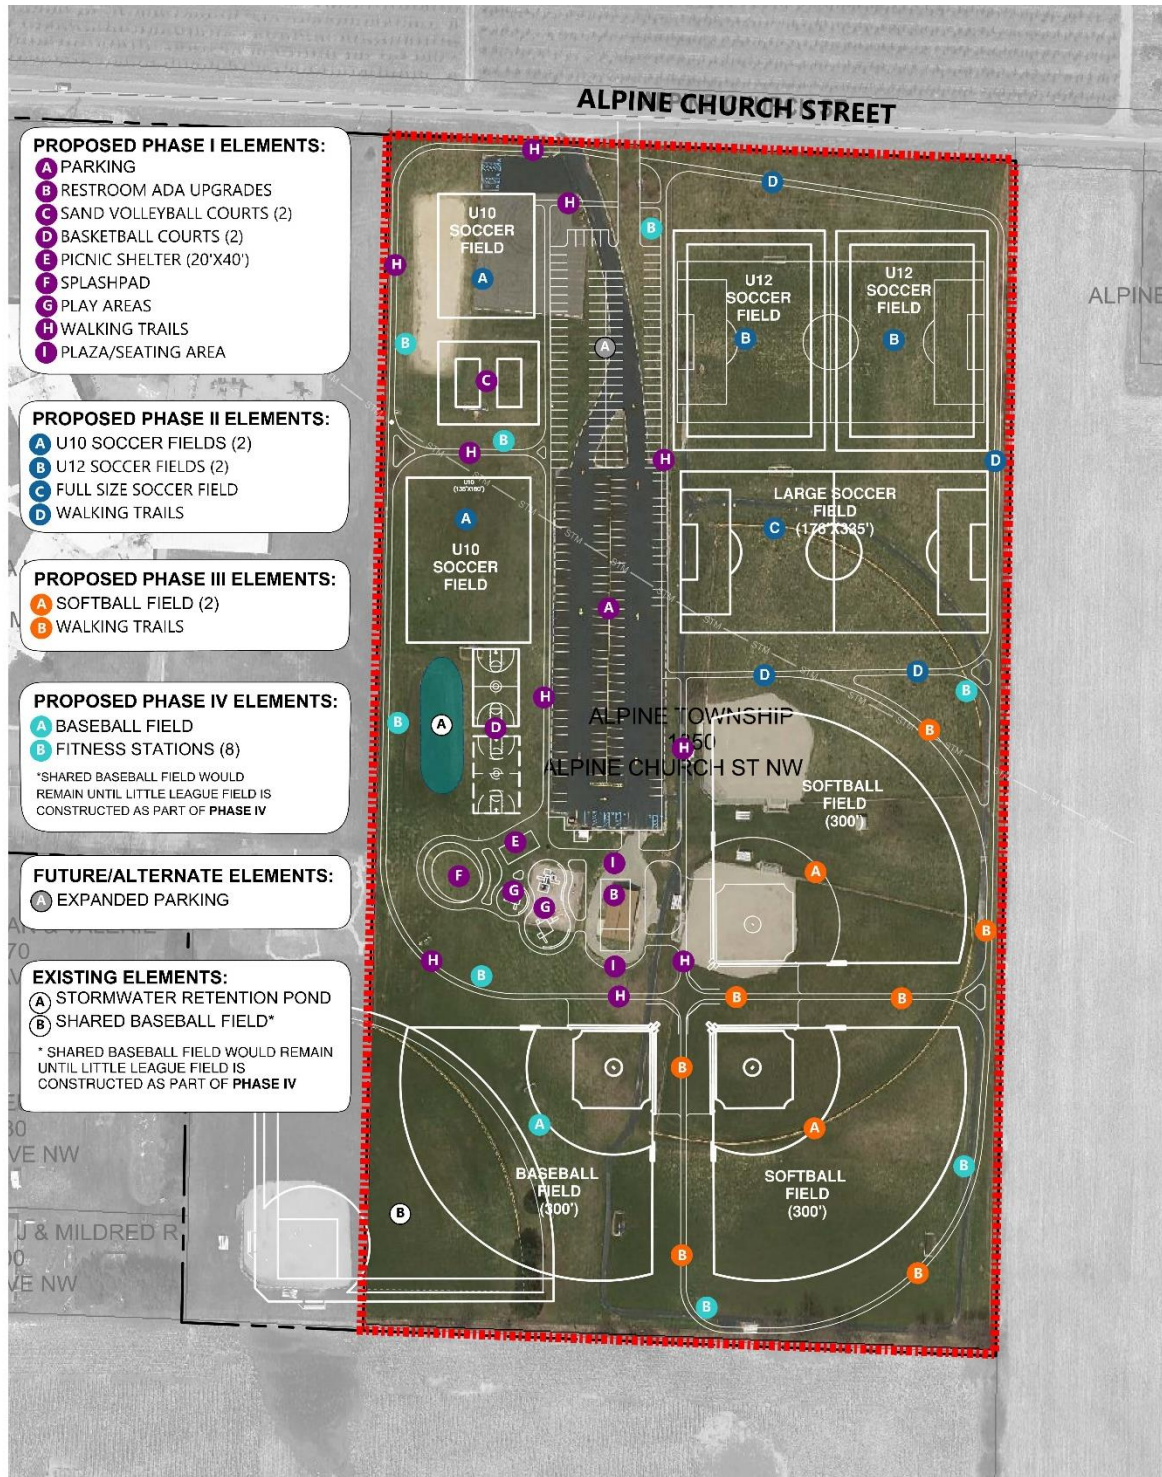 ALPINE CHURCH STREET
PROPOSED PHASE I ELEMENTS:
A PARKING
B RESTROOM ADA UPGRADES
C SAND VOLLEYBALL COURTS (2)
D BASKETBALL COURTS (2)
E PICNIC SHELTER (20'X40')
F SPLASHPAD
G PLAY AREAS
H WALKING TRAILS
I PLAZA/SEATING AREA
PROPOSED PHASE II ELEMENTS:
A U10 SOCCER FIELDS (2)
B U12 SOCCER FIELDS (2)
C FULL SIZE SOCCER FIELD
D WALKING TRAILS
PROPOSED PHASE III ELEMENTS:
A SOFTBALL FIELD (2)
B WALKING TRAILS
PROPOSED PHASE IV ELEMENTS:
A BASEBALL FIELD
B FITNESS STATIONS (8)
*SHARED BASEBALL FIELD WOULD
REMAIN UNTIL LITTLE LEAGUE FIELD IS
CONSTRUCTED AS PART OF PHASE IV
FUTURE/ALTERNATE ELEMENTS:
A EXPANDED PARKING
EXISTING ELEMENTS:
A STORMWATER RETENTION POND
B SHARED BASEBALL FIELD*
* SHARED BASEBALL FIELD WOULD REMAIN
UNTIL LITTLE LEAGUE FIELD IS
CONSTRUCTED AS PART OF PHASE IV
H
D
H
B
U10
SOCCER
FIELD
A
H
B
A
C
B
H
U12
SOCCER
FIELD
B
U12
SOCCER
FIELD
B
H
D
ALPINE
U10
(135'X180')
A
U10
SOCCER
FIELD
STM
STM
LARGE SOCCER
FIELD
(176'X335')
C
A
D
D
B
H
B
A
D
H
B
ALPINE TOWNSHIP
ALPINE CHURCH ST NW
SOFTBALL
FIELD
(300')
A
E
F
G
G
I
B
I
H
B
H
H
B
B
B
B
A
BASEBALL
FIELD
(300')
B
A
SOFTBALL
FIELD
(300')
B
B
B
B
J & MILDRED R
VE NW
VE NW